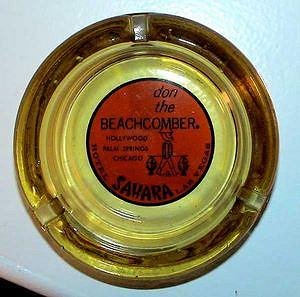 don
the
BEACHCOMBER®
HOLLYWOOD
PALM SPRINGS
CHICAGO
HOTEL SAHARA LAS VEGAS